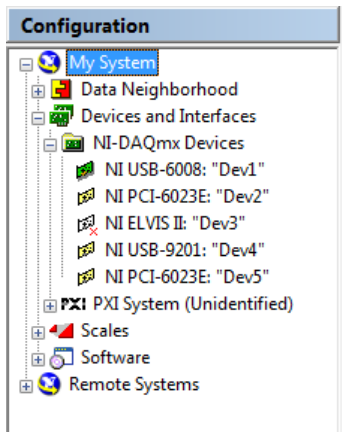 Configuration
My System
Data Neighborhood
Devices and Interfaces
NI-DAQmx Devices
NI USB-6008: "Dev1"
NI PCI-6023E: "Dev2"
NI ELVIS II: "Dev3"
NI USB-9201: "Dev4"
NI PCI-6023E: "Dev5"
PXI PXI System (Unidentified)
Scales
Software
Remote Systems